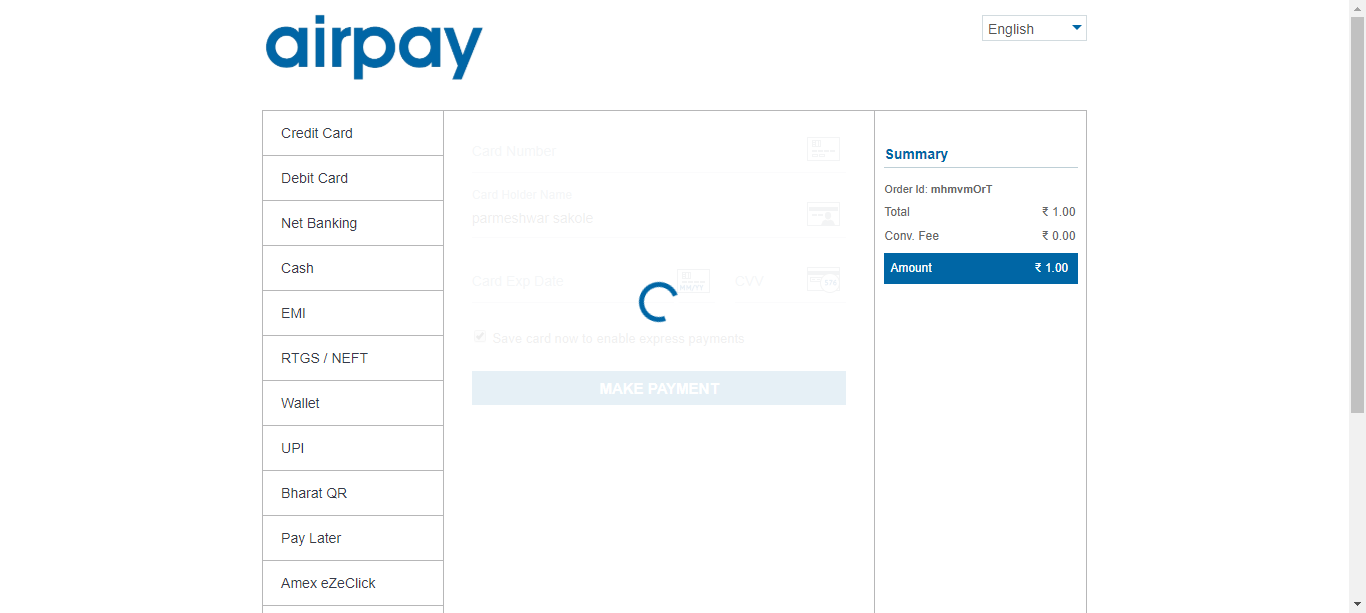 airpay
English
Credit Card
Debit Card
Net Banking
Cash
EMI
RTGS / NEFT
Wallet
UPI
Bharat QR
Pay Later
Amex eZeClick
Card Number
Card Holder Name
parmeshwar sakole
Card Exp Date
MM/YY
CVV
Save card now to enable express payments
MAKE PAYMENT
Summary
Order Id: mhmvmOrT
Total ₹ 1.00
Conv. Fee ₹ 0.00
Amount ₹ 1.00